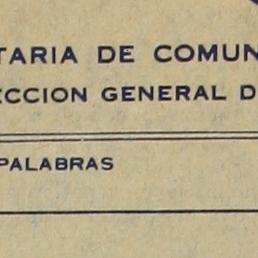 TARIA DE COMUN
ECCION GENERAL D
PALABRAS